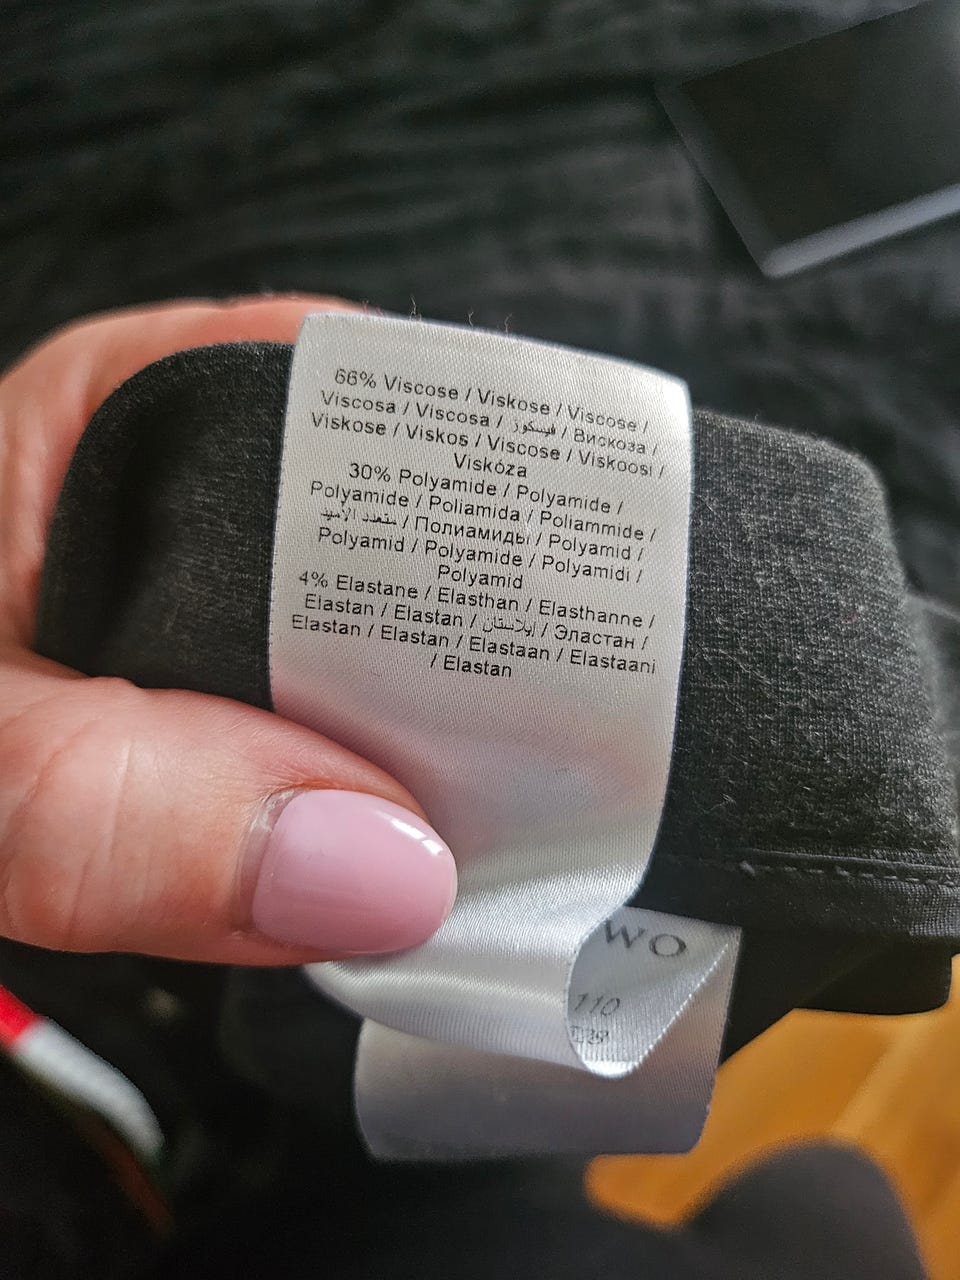 66% Viscose / Viskose / Viscose /
Viscosa / Viscosa / فيسكوز / Вискоза /
Viskose / Viskos / Viscose / Viskoosi /
Viskóza
30% Polyamide / Polyamide /
Polyamide / Poliamida / Poliammide /
متعدد الأميد / Полиамиды / Polyamid /
Polyamid / Polyamide / Polyamidi /
Polyamid
4% Elastane / Elasthan / Elasthanne /
Elastan / Elastan / إيلاستان / Эластан /
Elastan / Elastan / Elastaan / Elastaani
/ Elastan
WO
110